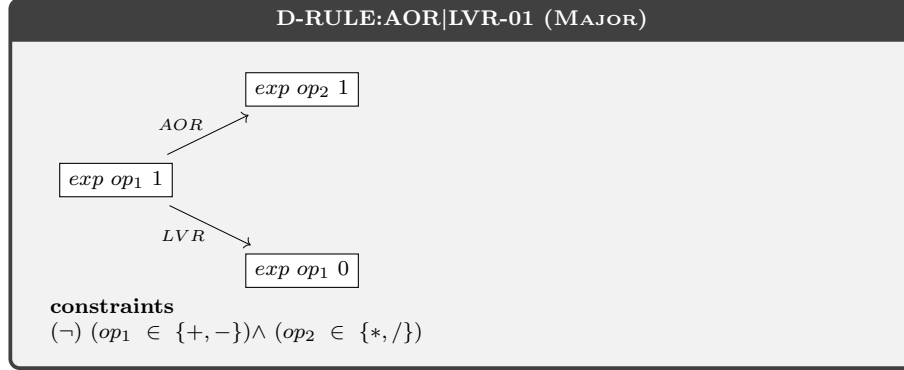 D-RULE:AOR|LVR-01 (MAJOR)
exp op₂ 1
AOR
exp op₁ 1
LVR
exp op₁ 0
constraints
(¬) (op₁ ∈ {+, −})∧ (op₂ ∈ {*, /})